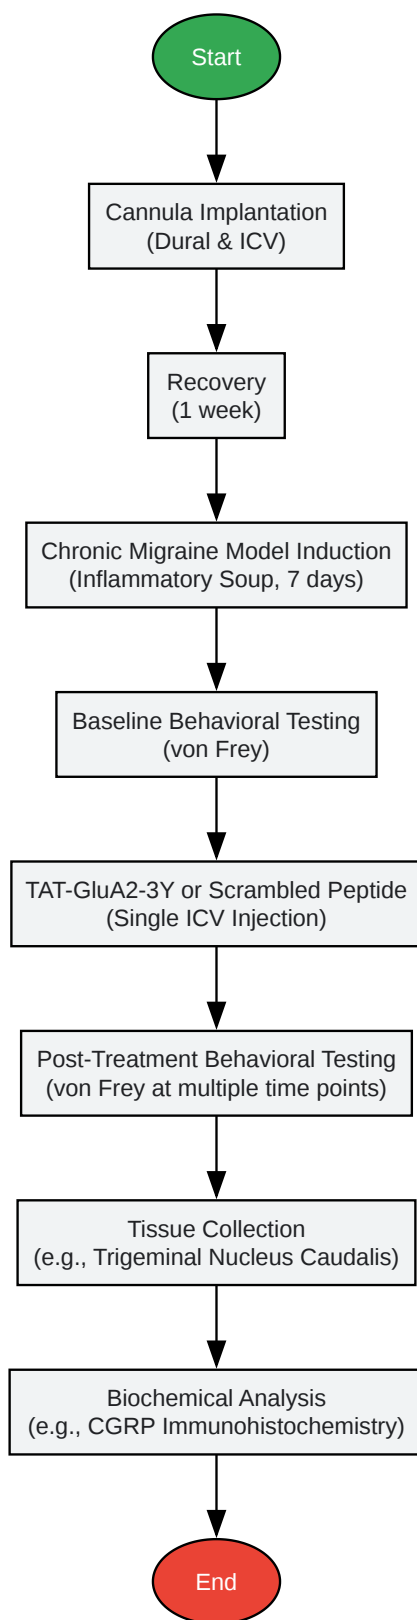 Start
Cannula Implantation
(Dural & ICV)
Recovery
(1 week)
Chronic Migraine Model Induction
(Inflammatory Soup, 7 days)
Baseline Behavioral Testing
(von Frey)
TAT-GluA2-3Y or Scrambled Peptide
(Single ICV Injection)
Post-Treatment Behavioral Testing
(von Frey at multiple time points)
Tissue Collection
(e.g., Trigeminal Nucleus Caudalis)
Biochemical Analysis
(e.g., CGRP Immunohistochemistry)
End